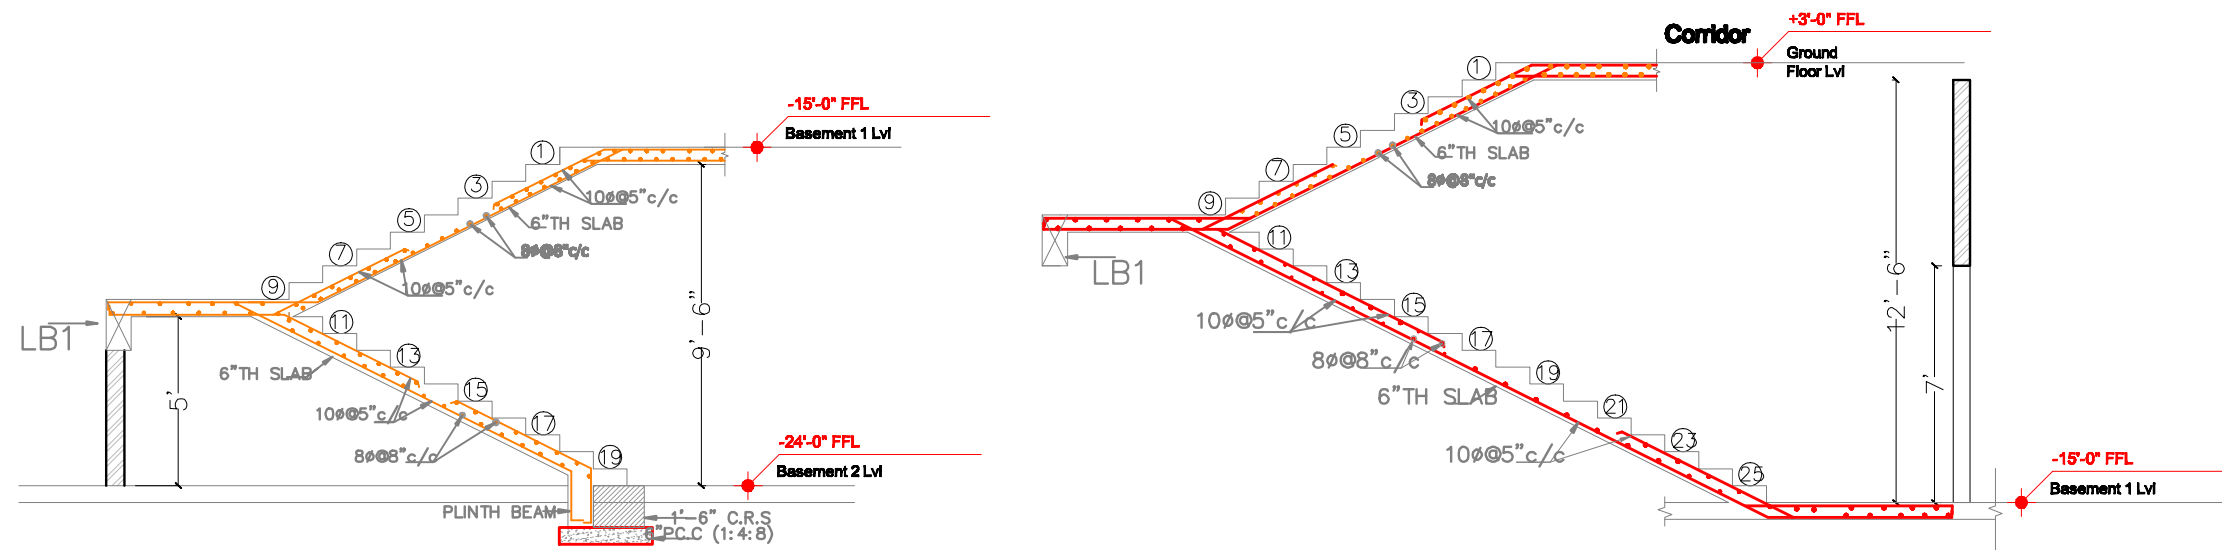 -15'-0" FFL
Basement 1 Lvl
1
3
5
7
9
10ø@5"c/c
6"TH SLAB
8ø@8"c/c
10ø@5"c/c
LB1
11
13
15
17
19
6"TH SLAB
10ø@5"c/c
8ø@8"c/c
5'
9'-6"
-24'-0" FFL
Basement 2 Lvl
PLINTH BEAM
1'-6" C.R.S
6"P.C.C (1:4:8)
Corridor
+3'-0" FFL
Ground
Floor Lvl
1
3
5
7
9
10ø@5"c/c
6"TH SLAB
8ø@8"c/c
LB1
11
13
15
17
19
21
23
25
10ø@5"c/c
8ø@8"c/c
6"TH SLAB
10ø@5"c/c
12'-6"
7'
-15'-0" FFL
Basement 1 Lvl